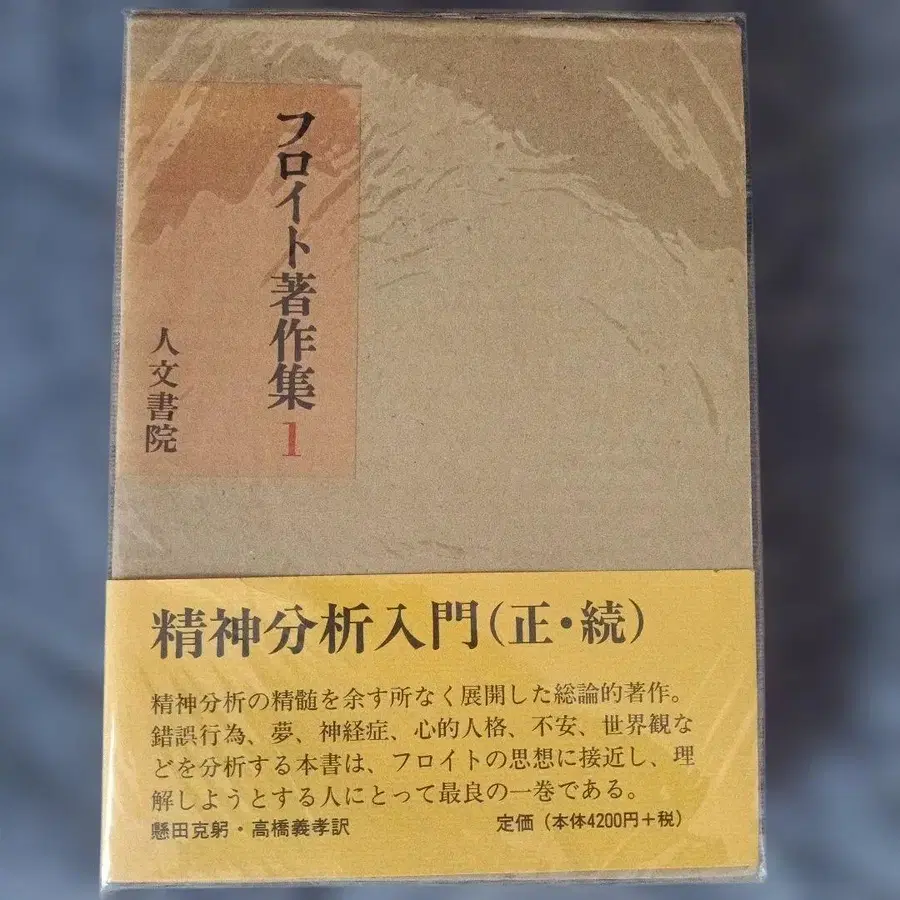 フロイト著作集1
人文書院
精神分析入門(正・続)
精神分析の精髄を余す所なく展開した総論的著作。
錯誤行為、夢、神経症、心的人格、不安、世界観な
どを分析する本書は、フロイトの思想に接近し、理
解しようとする人にとって最良の一巻である。
懸田克躬・高橋義孝訳 定価(本体4200円+税)